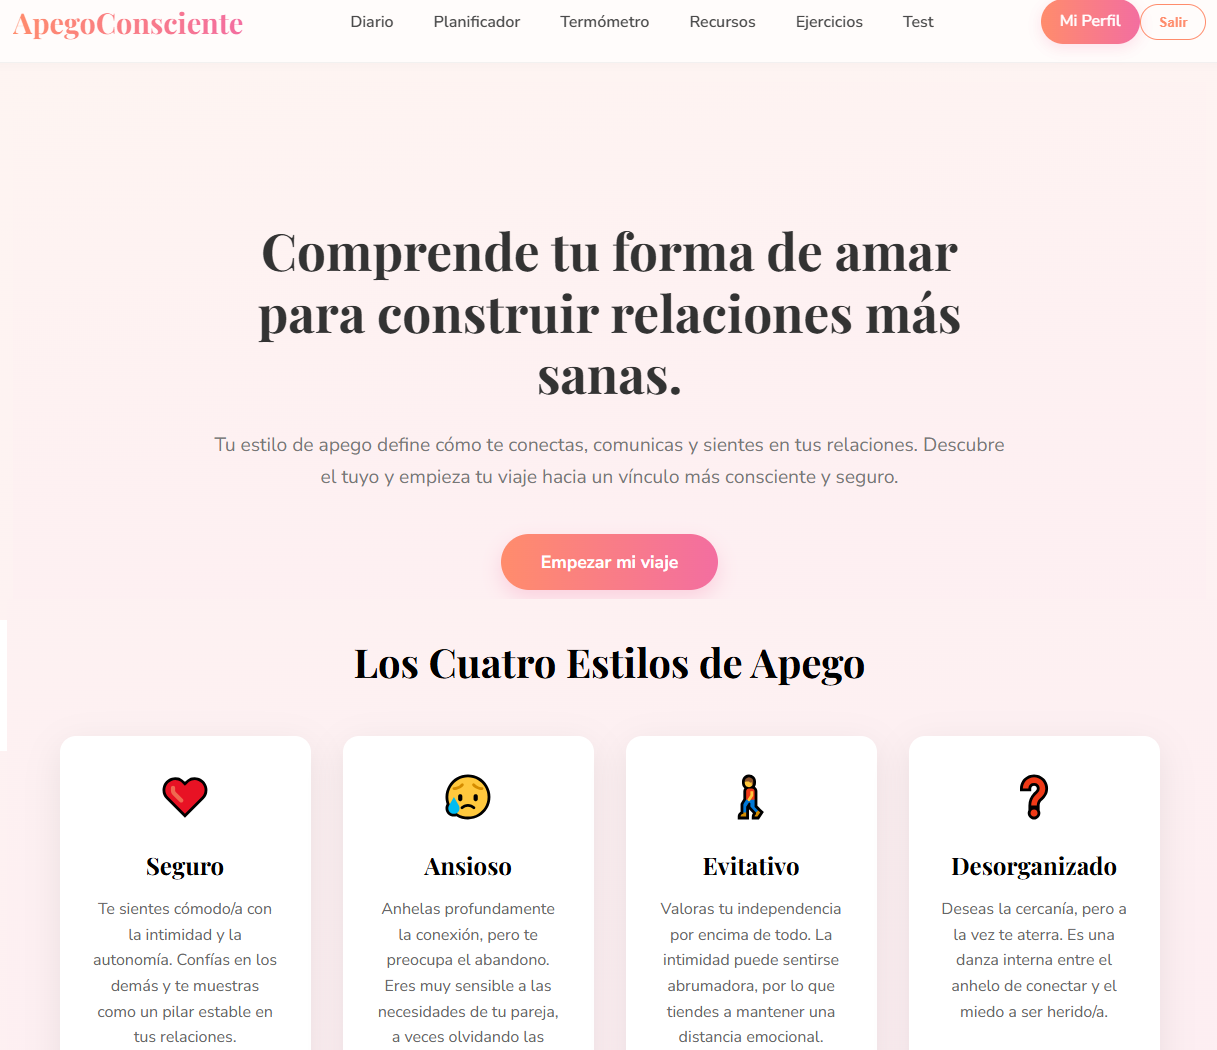 ApegoConsciente
Diario Planificador Termómetro Recursos Ejercicios Test
Mi Perfil Salir
Comprende tu forma de amar
para construir relaciones más
sanas.
Tu estilo de apego define cómo te conectas, comunicas y sientes en tus relaciones. Descubre
el tuyo y empieza tu viaje hacia un vínculo más consciente y seguro.
Empezar mi viaje
Los Cuatro Estilos de Apego
Seguro
Te sientes cómodo/a con
la intimidad y la
autonomía. Confías en los
demás y te muestras
como un pilar estable en
tus relaciones.
Ansioso
Anhelas profundamente
la conexión, pero te
preocupa el abandono.
Eres muy sensible a las
necesidades de tu pareja,
a veces olvidando las
Evitativo
Valoras tu independencia
por encima de todo. La
intimidad puede sentirse
abrumadora, por lo que
tiendes a mantener una
distancia emocional.
Desorganizado
Deseas la cercanía, pero a
la vez te aterra. Es una
danza interna entre el
anhelo de conectar y el
miedo a ser herido/a.